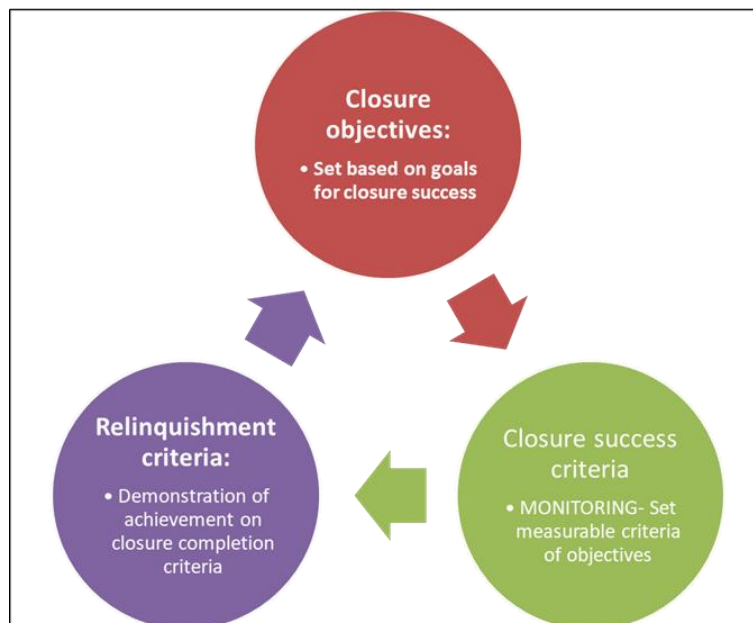 Closure
objectives:
• Set based on goals
for closure success
Relinquishment
criteria:
• Demonstration of
achievement on
closure completion
criteria
Closure success
criteria
• MONITORING- Set
measurable criteria
of objectives